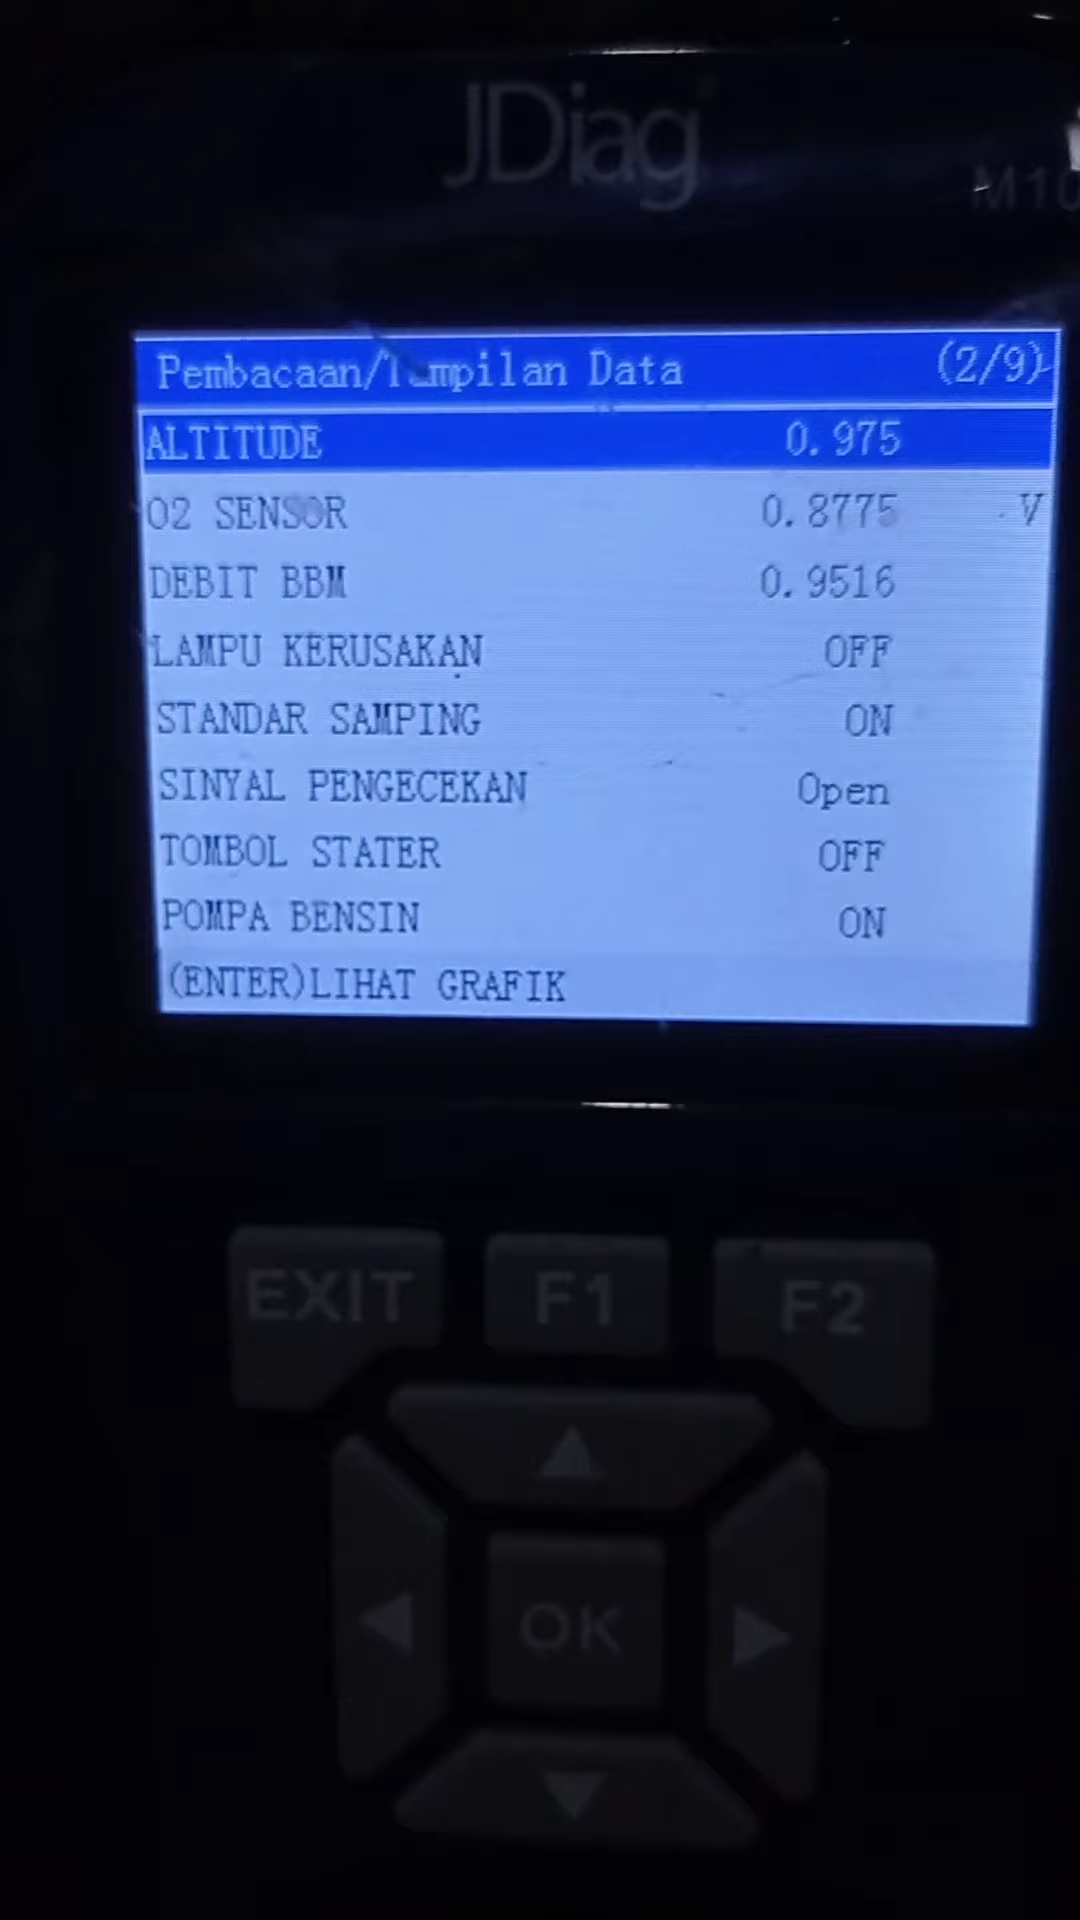 JDiag
M10
Pembacaan/Tampilan Data (2/9)
ALTITUDE 0.975
O2 SENSOR 0.8775 V
DEBIT BBM 0.9516
LAMPU KERUSAKAN OFF
STANDAR SAMPING ON
SINYAL PENGECEKAN Open
TOMBOL STATER OFF
POMPA BENSIN ON
(ENTER)LIHAT GRAFIK
EXIT F1 F2
OK